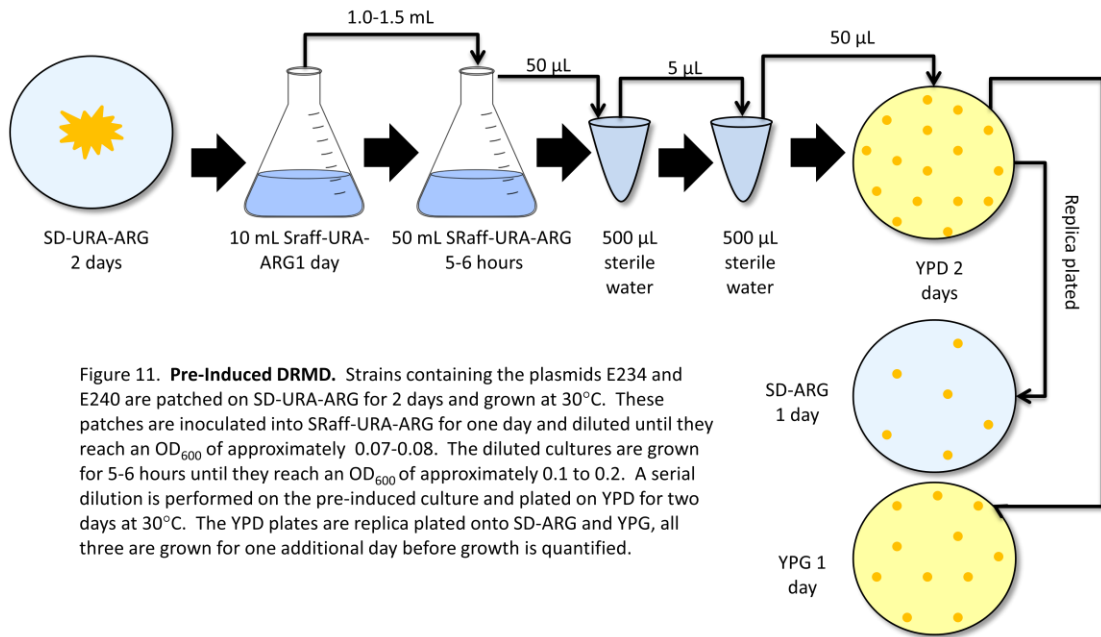 1.0-1.5 mL
50 µL
5 µL
50 µL
SD-URA-ARG
2 days
10 mL Sraff-URA-
ARG1 day
50 mL SRaff-URA-ARG
5-6 hours
500 µL
sterile
water
500 µL
sterile
water
YPD 2
days
Replica plated
SD-ARG
1 day
YPG 1
day
Figure 11. Pre-Induced DRMD. Strains containing the plasmids E234 and
E240 are patched on SD-URA-ARG for 2 days and grown at 30°C. These
patches are inoculated into SRaff-URA-ARG for one day and diluted until they
reach an OD600 of approximately 0.07-0.08. The diluted cultures are grown
for 5-6 hours until they reach an OD600 of approximately 0.1 to 0.2. A serial
dilution is performed on the pre-induced culture and plated on YPD for two
days at 30°C. The YPD plates are replica plated onto SD-ARG and YPG, all
three are grown for one additional day before growth is quantified.